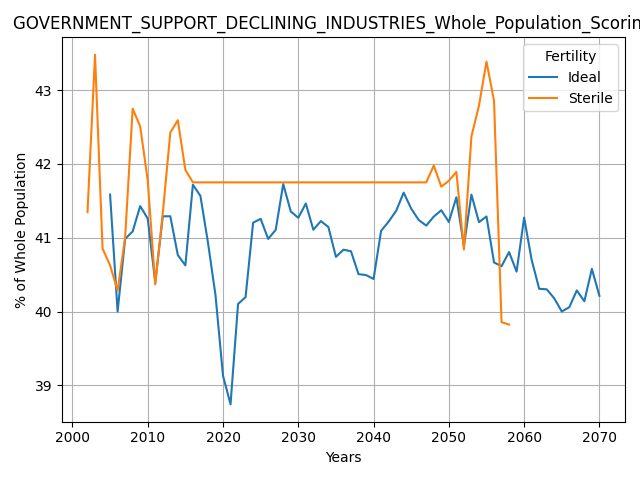 GOVERNMENT_SUPPORT_DECLINING_INDUSTRIES_Whole_Population_Scorin
Fertility
Ideal
Sterile
% of Whole Population
43
42
41
40
39
2000 2010 2020 2030 2040 2050 2060 2070
Years